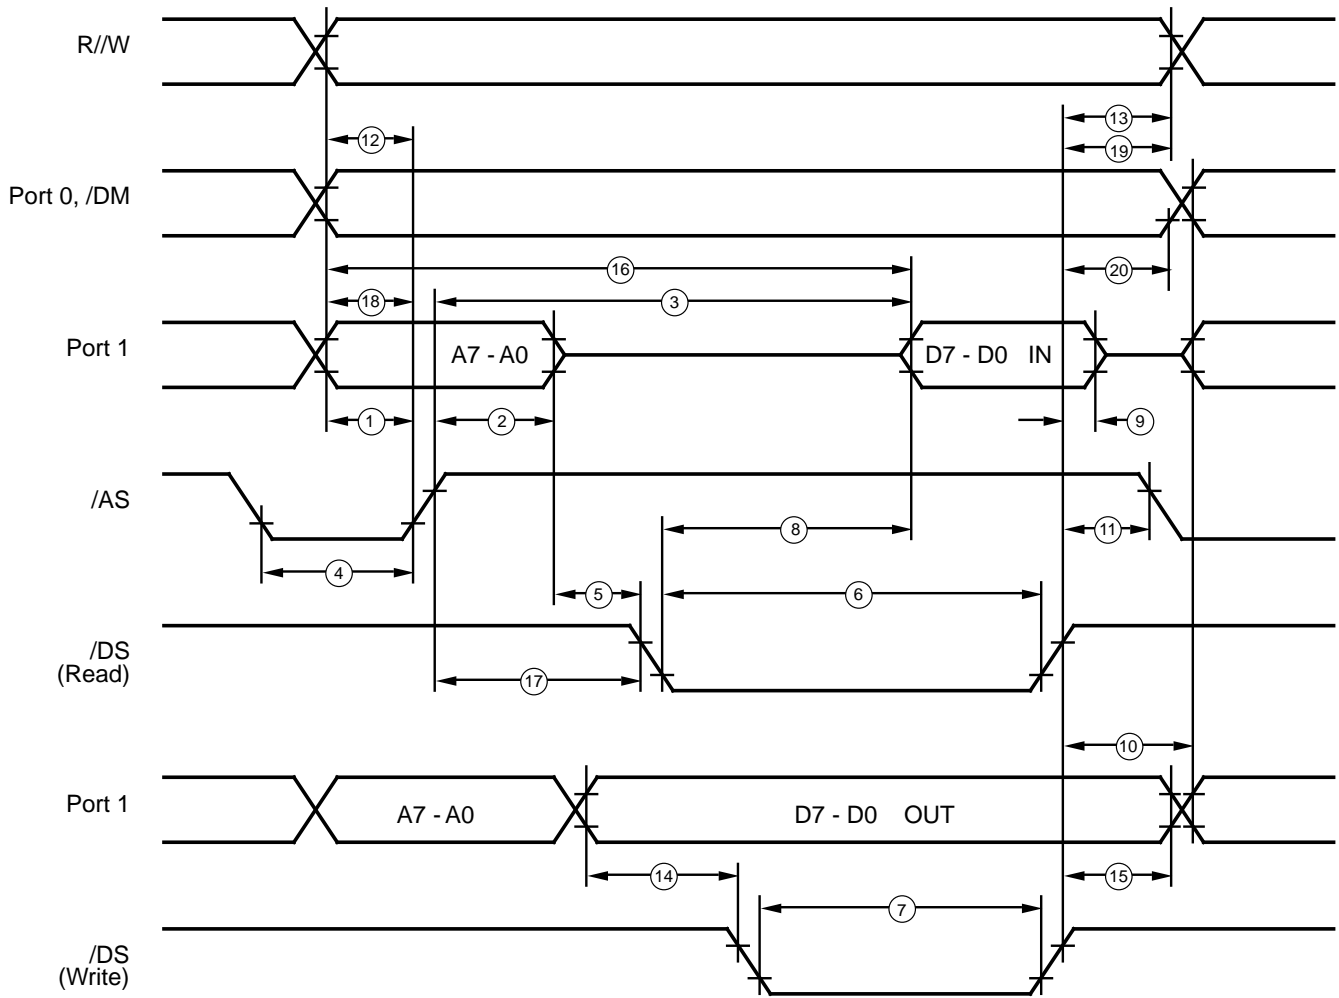 R//W
13
12
19
Port 0, /DM
16
20
18
3
Port 1
A7 - A0
D7 - D0 IN
1
2
9
/AS
8
11
4
5
6
/DS
(Read)
17
10
Port 1
A7 - A0
D7 - D0 OUT
14
15
7
/DS
(Write)